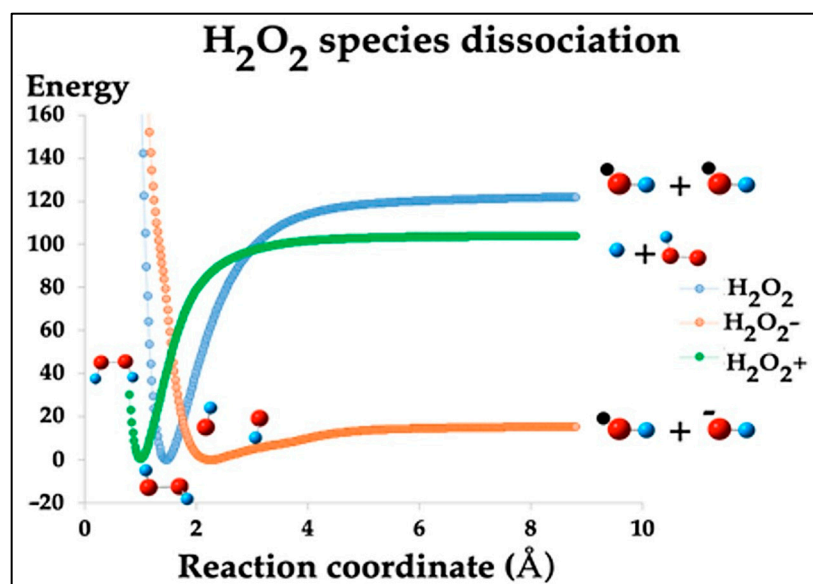 H₂O₂ species dissociation
Energy
160
140
120
100
80
60
40
20
0
−20
0 2 4 6 8 10
Reaction coordinate (Å)
+
+
H₂O₂
H₂O₂−
H₂O₂+
+ -